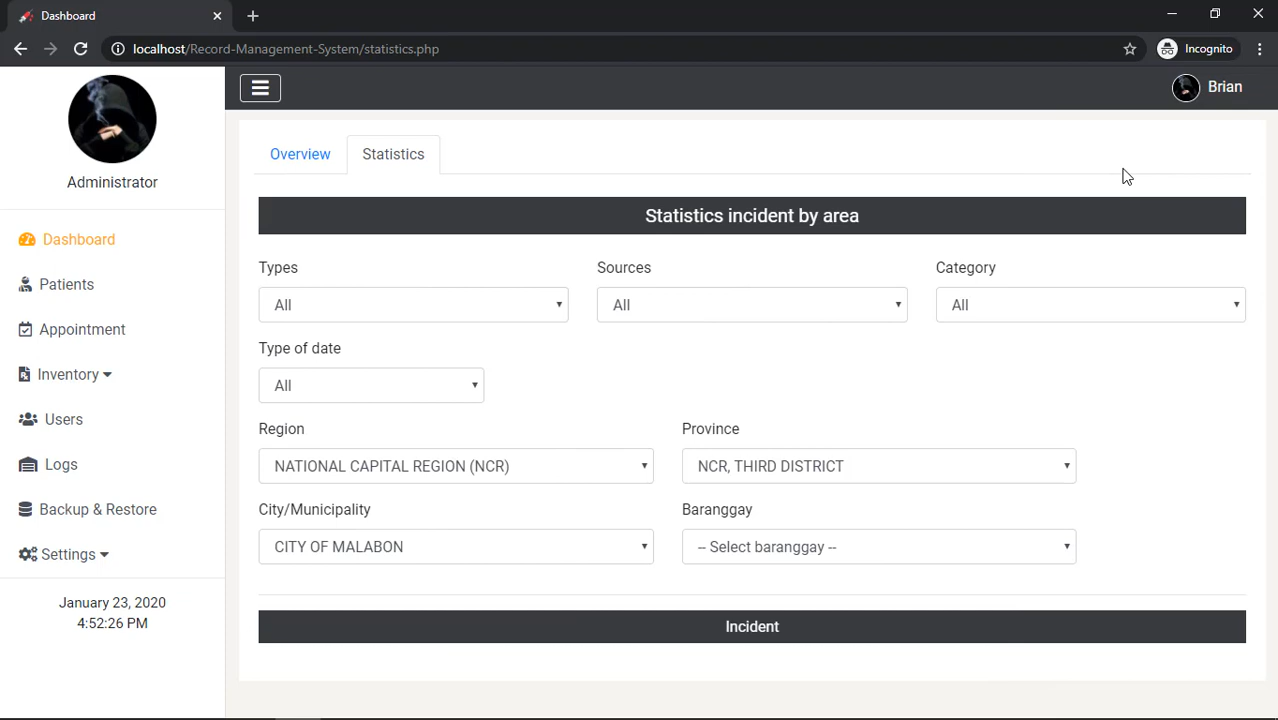 Dashboard
localhost/Record-Management-System/statistics.php
Incognito
Administrator
Dashboard
Patients
Appointment
Inventory
Users
Logs
Backup & Restore
Settings
January 23, 2020
4:52:26 PM
Brian
Overview
Statistics
Statistics incident by area
Types
Sources
Category
All
All
All
Type of date
All
Region
Province
NATIONAL CAPITAL REGION (NCR)
NCR, THIRD DISTRICT
City/Municipality
Baranggay
CITY OF MALABON
-- Select baranggay --
Incident